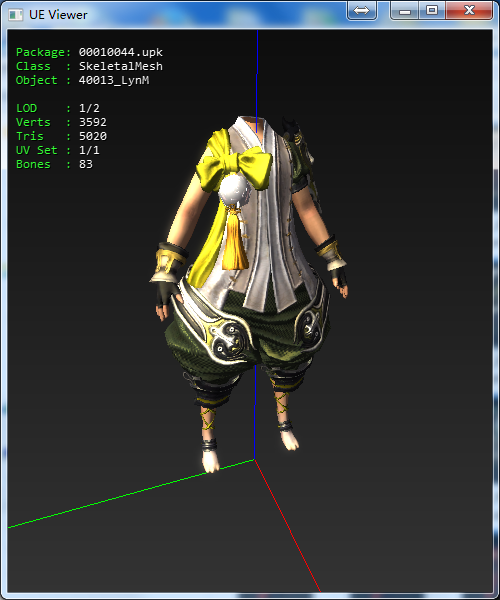 UE Viewer
Package: 00010044.upk
Class : SkeletalMesh
Object : 40013_LynM
LOD : 1/2
Verts : 3592
Tris : 5020
UV Set : 1/1
Bones : 83